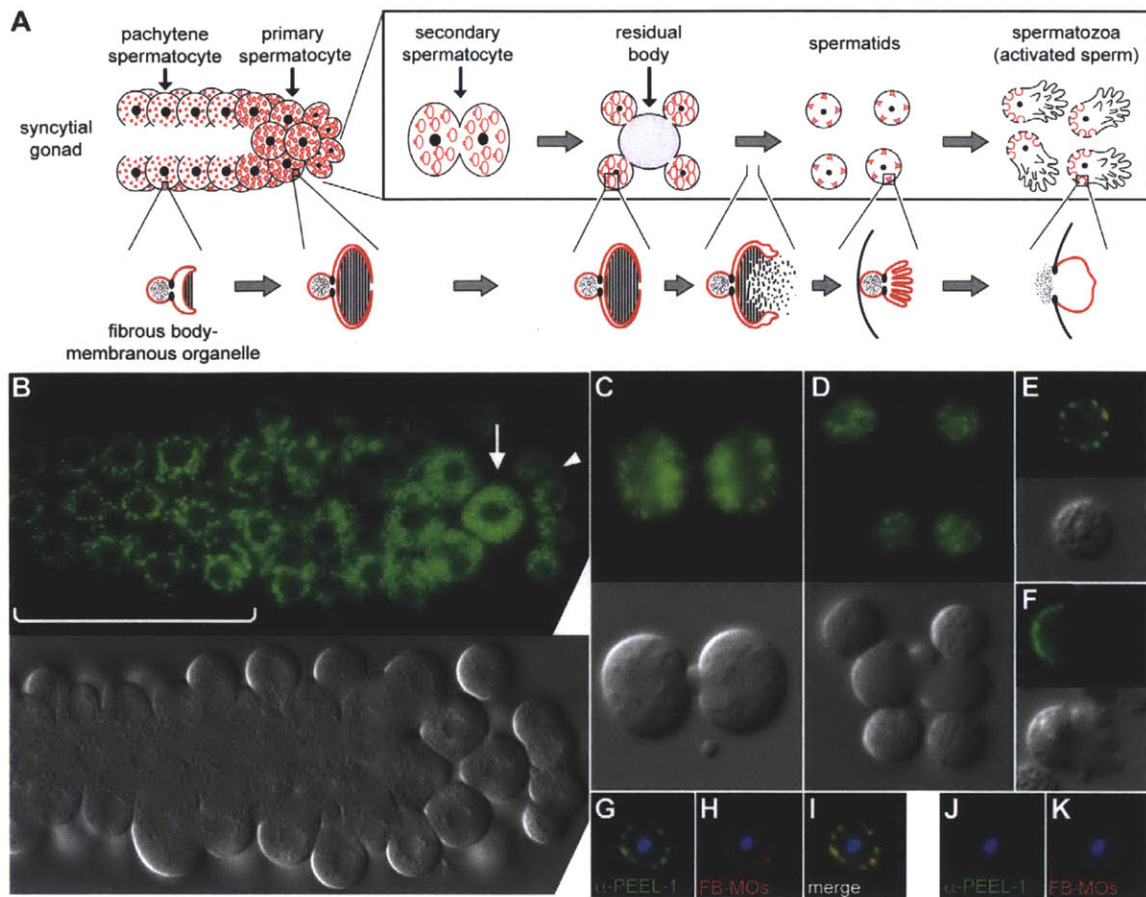 A
pachytene
spermatocyte
primary
spermatocyte
syncytial
gonad
secondary
spermatocyte
residual
body
spermatids
spermatozoa
(activated sperm)
fibrous body-
membranous organelle
B
C
D
E
F
G
α-PEEL-1
H
FB-MOs
I
merge
J
α-PEEL-1
K
FB-MOs